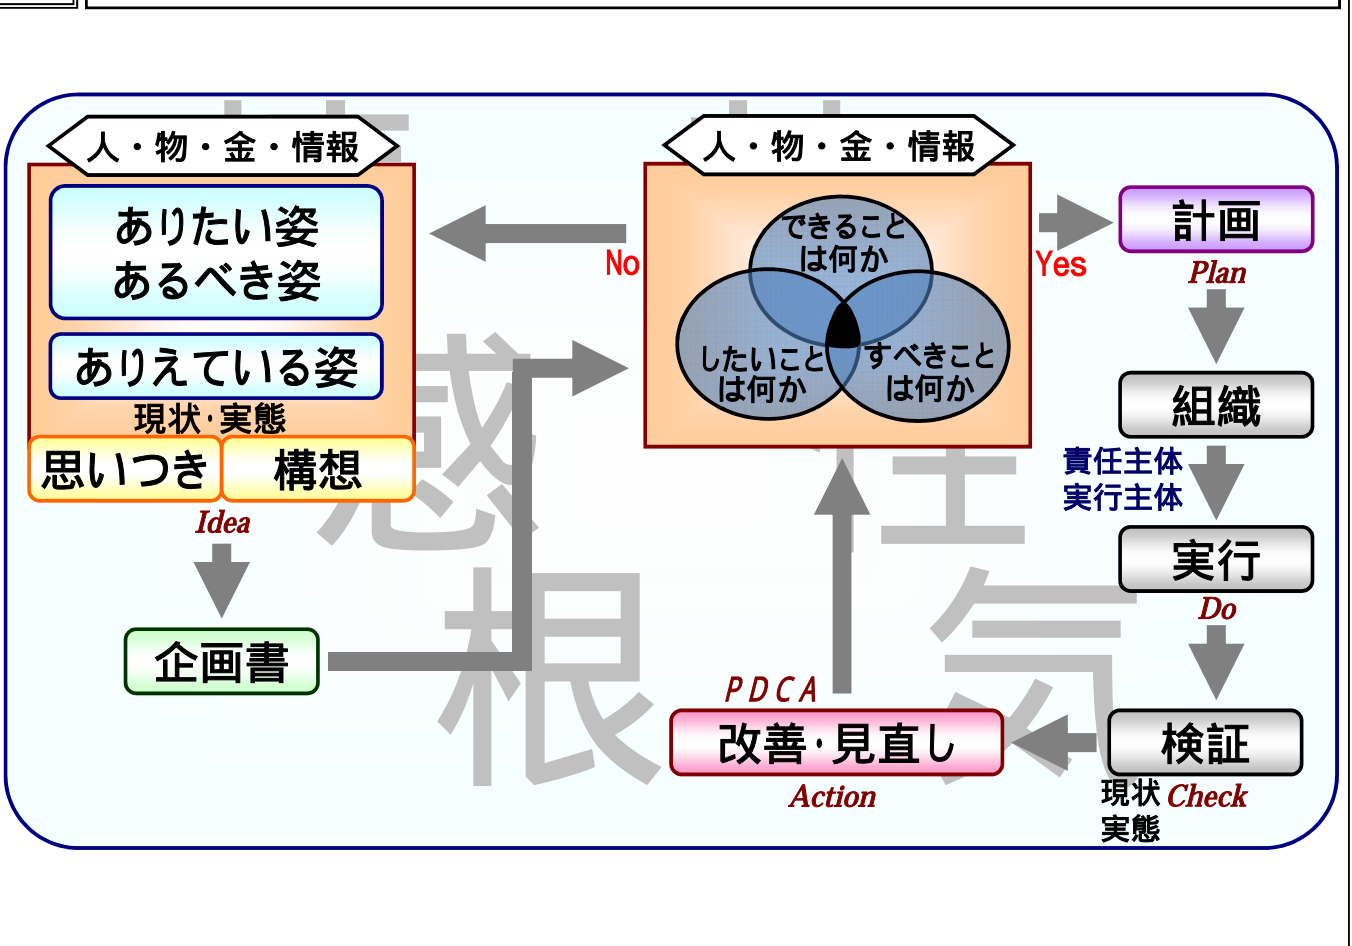 人・物・金・情報
ありたい姿
あるべき姿
ありえている姿
現状・実態
思いつき
構想
Idea
企画書
No
人・物・金・情報
できること
は何か
したいこと
は何か
すべきこと
は何か
Yes
計画
Plan
組織
責任主体
実行主体
実行
Do
検証
現状
実態
Check
PDCA
改善・見直し
Action
感
性
根
気